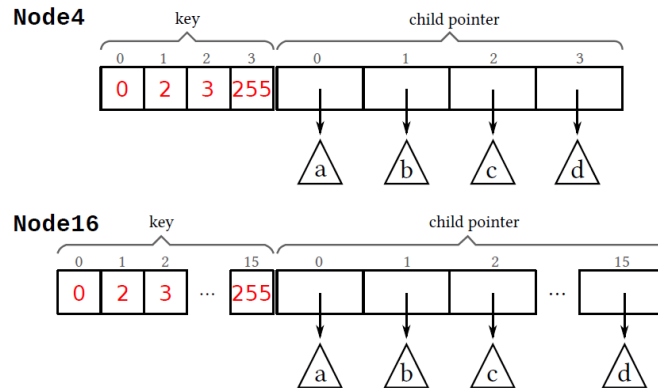 Node4
key child pointer
0 1 2 3 0 1 2 3
0 2 3 255
a b c d
Node16
key child pointer
0 1 2 15 0 1 2 15
0 2 3 ... 255 ...
a b c d